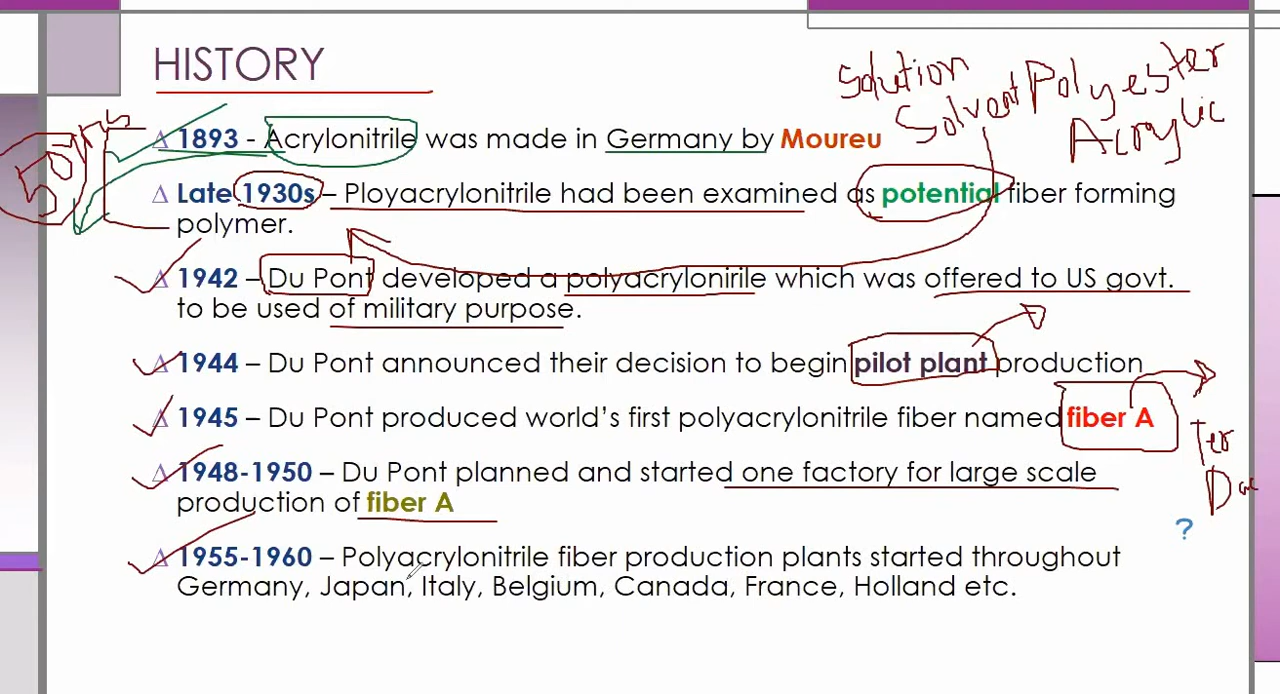 HISTORY
Solution
Solvent
Polyester
Acrylic
1893 - Acrylonitrile was made in Germany by Moureu
Late 1930s – Ployacrylonitrile had been examined as potential fiber forming
polymer.
1942 – Du Pont developed a polyacrylonirile which was offered to US govt.
to be used of military purpose.
1944 – Du Pont announced their decision to begin pilot plant production
1945 – Du Pont produced world's first polyacrylonitrile fiber named fiber A
Ter
1948-1950 – Du Pont planned and started one factory for large scale
production of fiber A
?
1955-1960 – Polyacrylonitrile fiber production plants started throughout
Germany, Japan, Italy, Belgium, Canada, France, Holland etc.